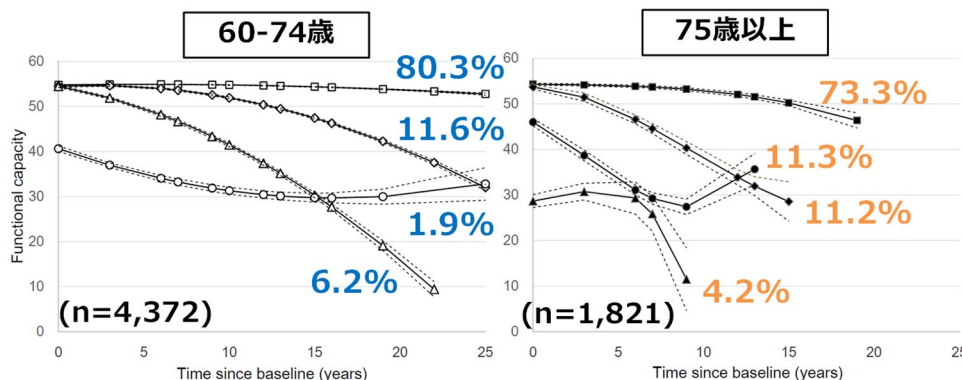 60-74歳
75歳以上
60
50
40
30
20
10
0
Functional capacity
80.3%
11.6%
1.9%
6.2%
(n=4,372)
0 5 10 15 20 25
Time since baseline (years)
60
50
40
30
20
10
0
73.3%
11.3%
11.2%
4.2%
(n=1,821)
0 5 10 15 20 25
Time since baseline (years)